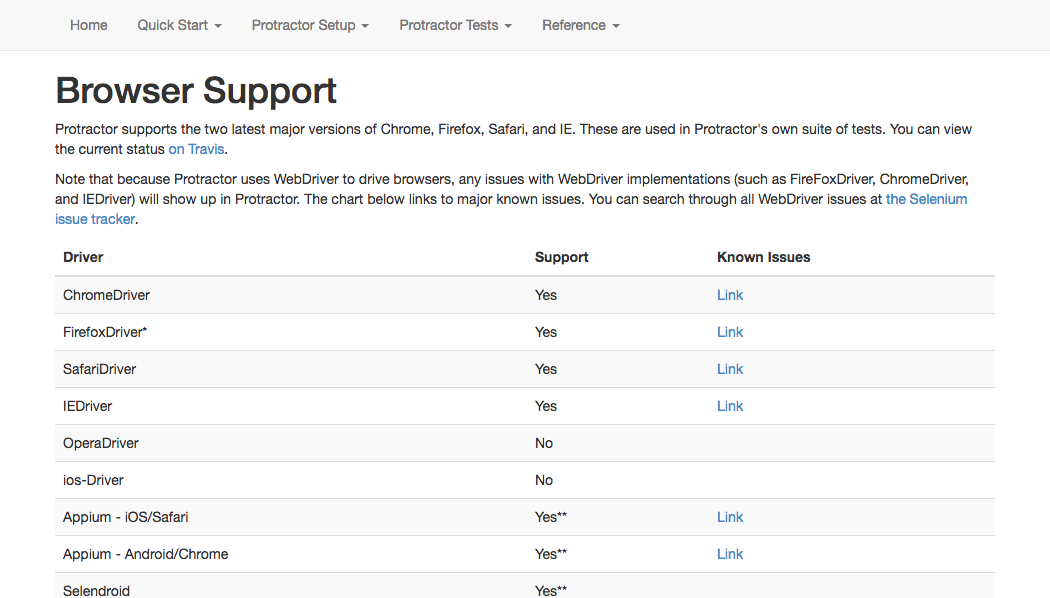 Home Quick Start Protractor Setup Protractor Tests Reference
Browser Support
Protractor supports the two latest major versions of Chrome, Firefox, Safari, and IE. These are used in Protractor's own suite of tests. You can view
the current status on Travis.
Note that because Protractor uses WebDriver to drive browsers, any issues with WebDriver implementations (such as FireFoxDriver, ChromeDriver,
and IEDriver) will show up in Protractor. The chart below links to major known issues. You can search through all WebDriver issues at the Selenium
issue tracker.
Driver Support Known Issues
ChromeDriver Yes Link
FirefoxDriver* Yes Link
SafariDriver Yes Link
IEDriver Yes Link
OperaDriver No
ios-Driver No
Appium - iOS/Safari Yes** Link
Appium - Android/Chrome Yes** Link
Selendroid Yes**